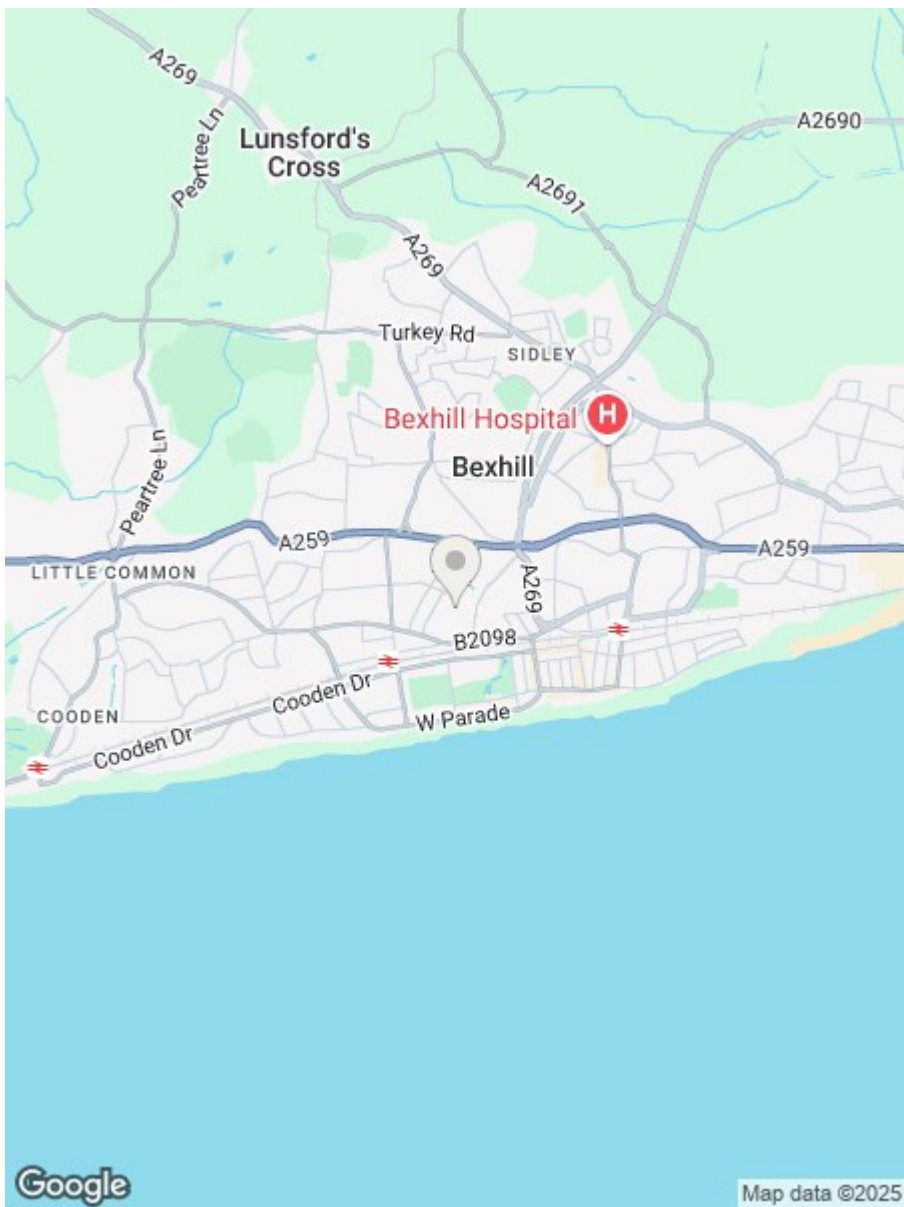 A269
Peartree Ln
Lunsford's
Cross
A2690
A2691
A269
Turkey Rd
SIDLEY
Bexhill Hospital
H
Bexhill
Peartree Ln
A259
A259
LITTLE COMMON
A269
B2098
Cooden Dr
W Parade
COODEN
Cooden Dr
Google
Map data ©2025